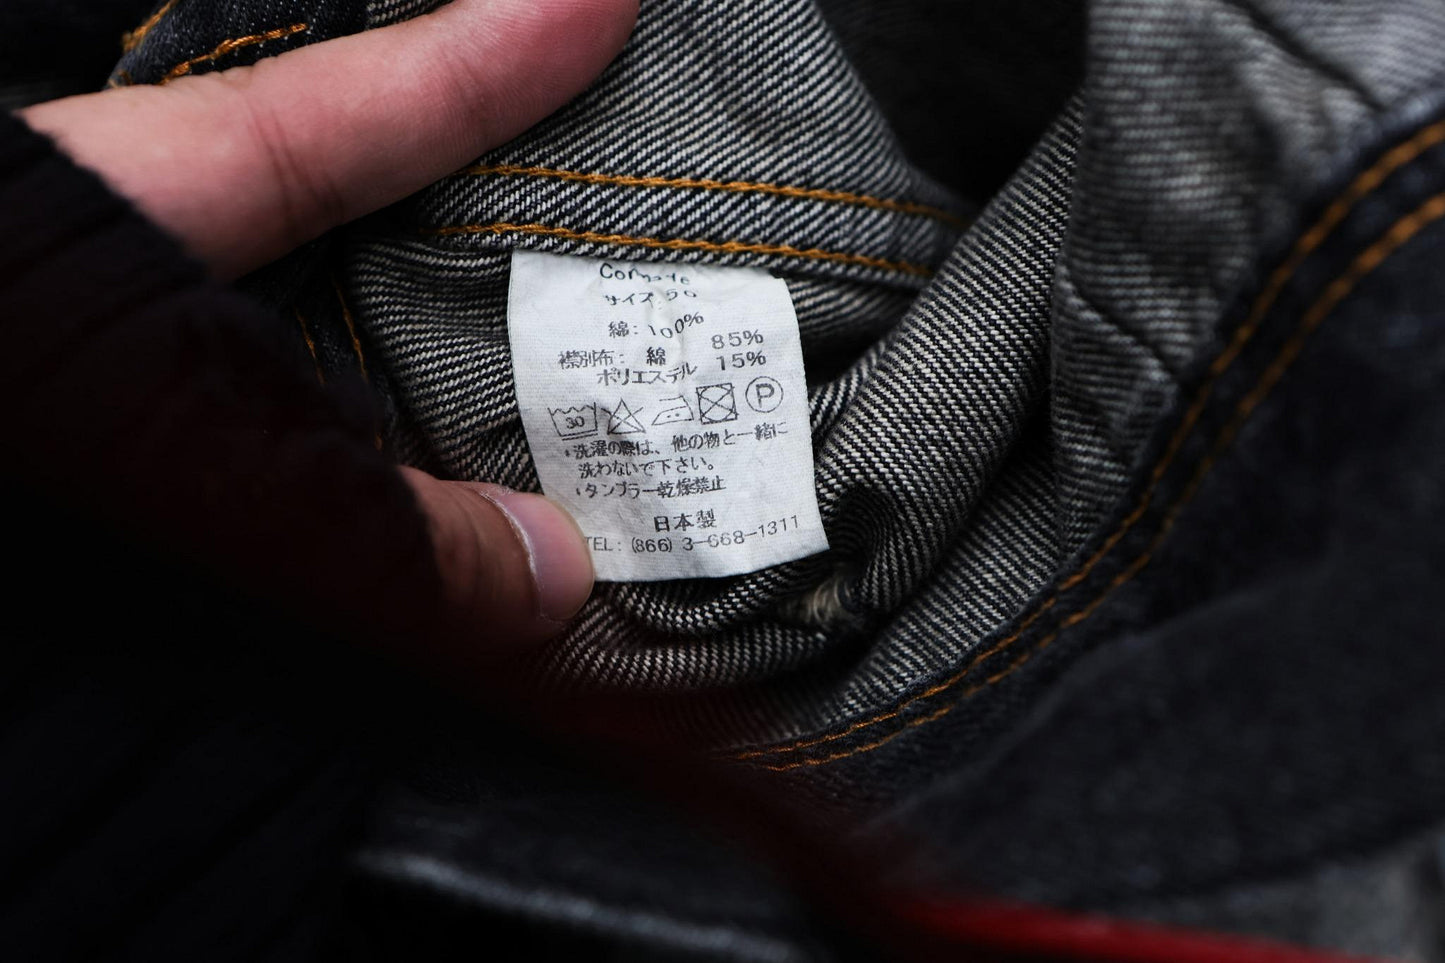 サイズ:50
綿:100%
襟別布: 綿 85%
ポリエステル 15%
30 P
・洗濯の際は、他の物と一緒に
洗わないで下さい。
・タンブラー乾燥禁止
日本製
TEL: (866) 3-668-1311